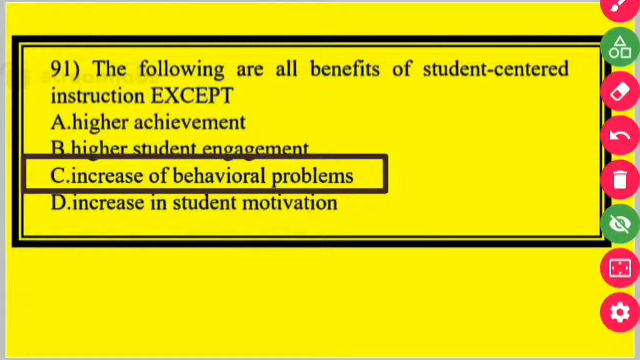 91) The following are all benefits of student-centered
instruction EXCEPT
A.higher achievement
B.higher student engagement
C.increase of behavioral problems
D.increase in student motivation